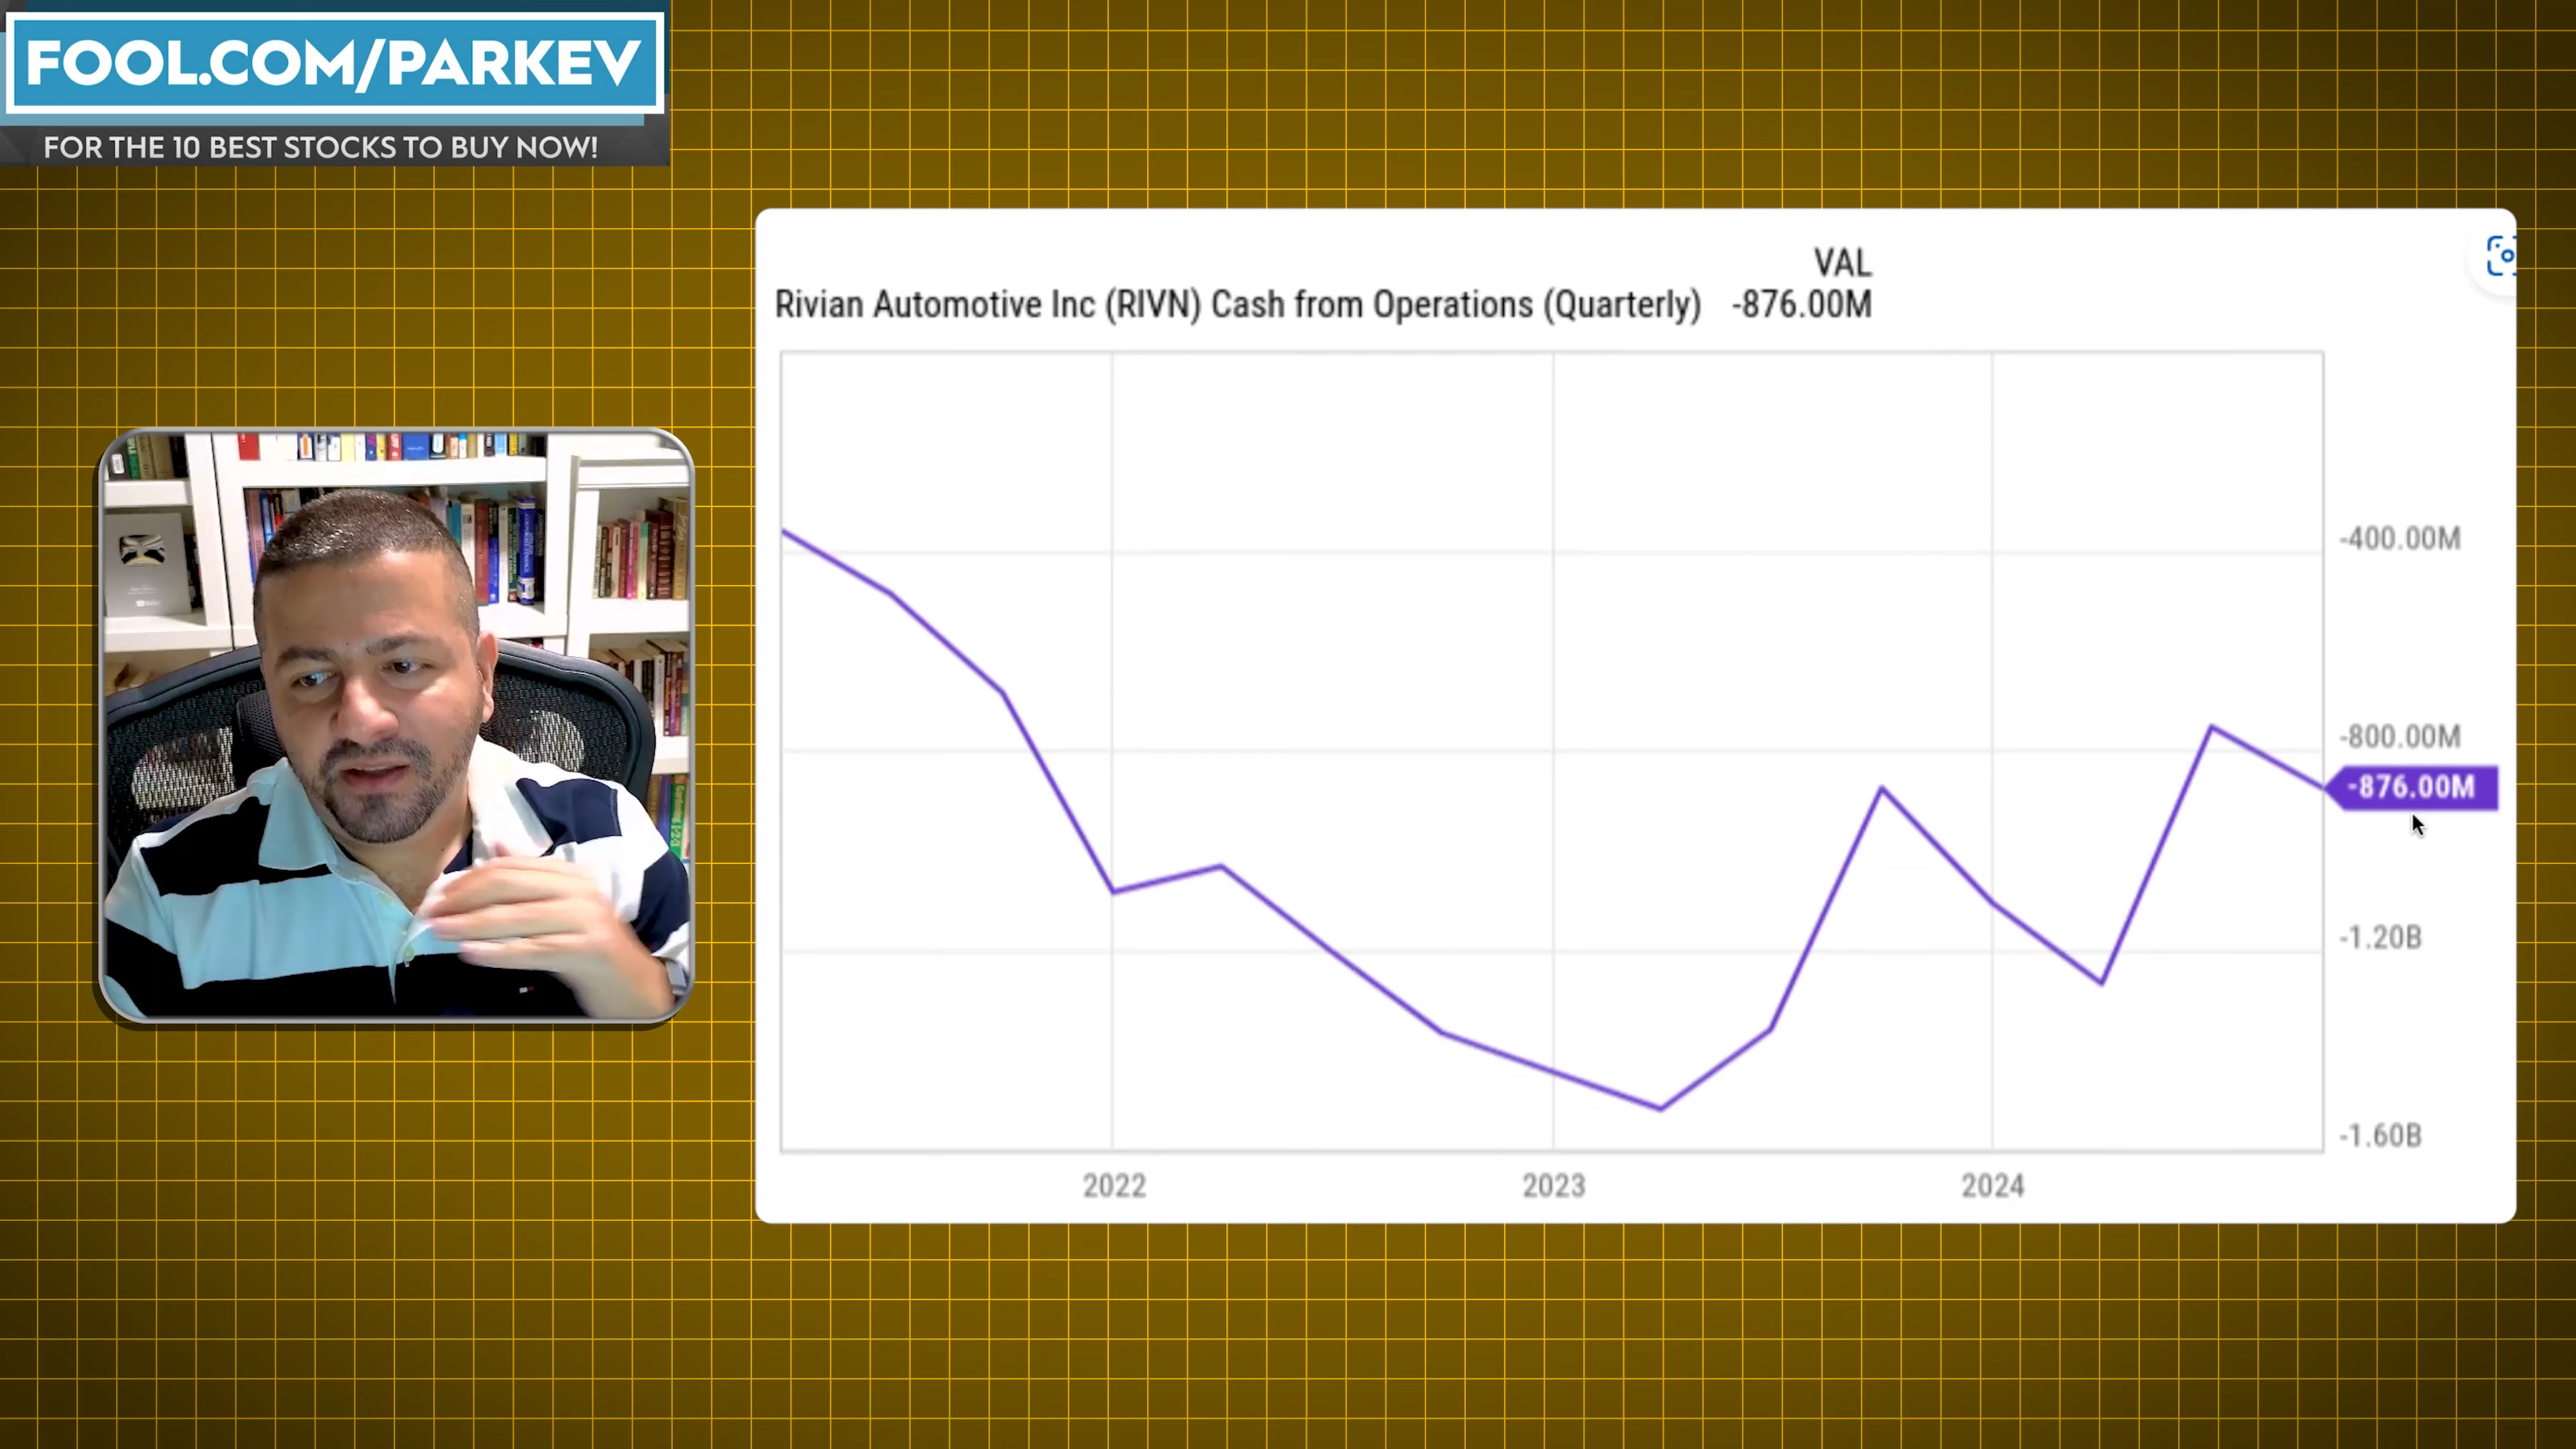 FOOL.COM/PARKEV
FOR THE 10 BEST STOCKS TO BUY NOW!
VAL
Rivian Automotive Inc (RIVN) Cash from Operations (Quarterly) -876.00M
-400.00M
-800.00M
-876.00M
-1.20B
-1.60B
2022 2023 2024